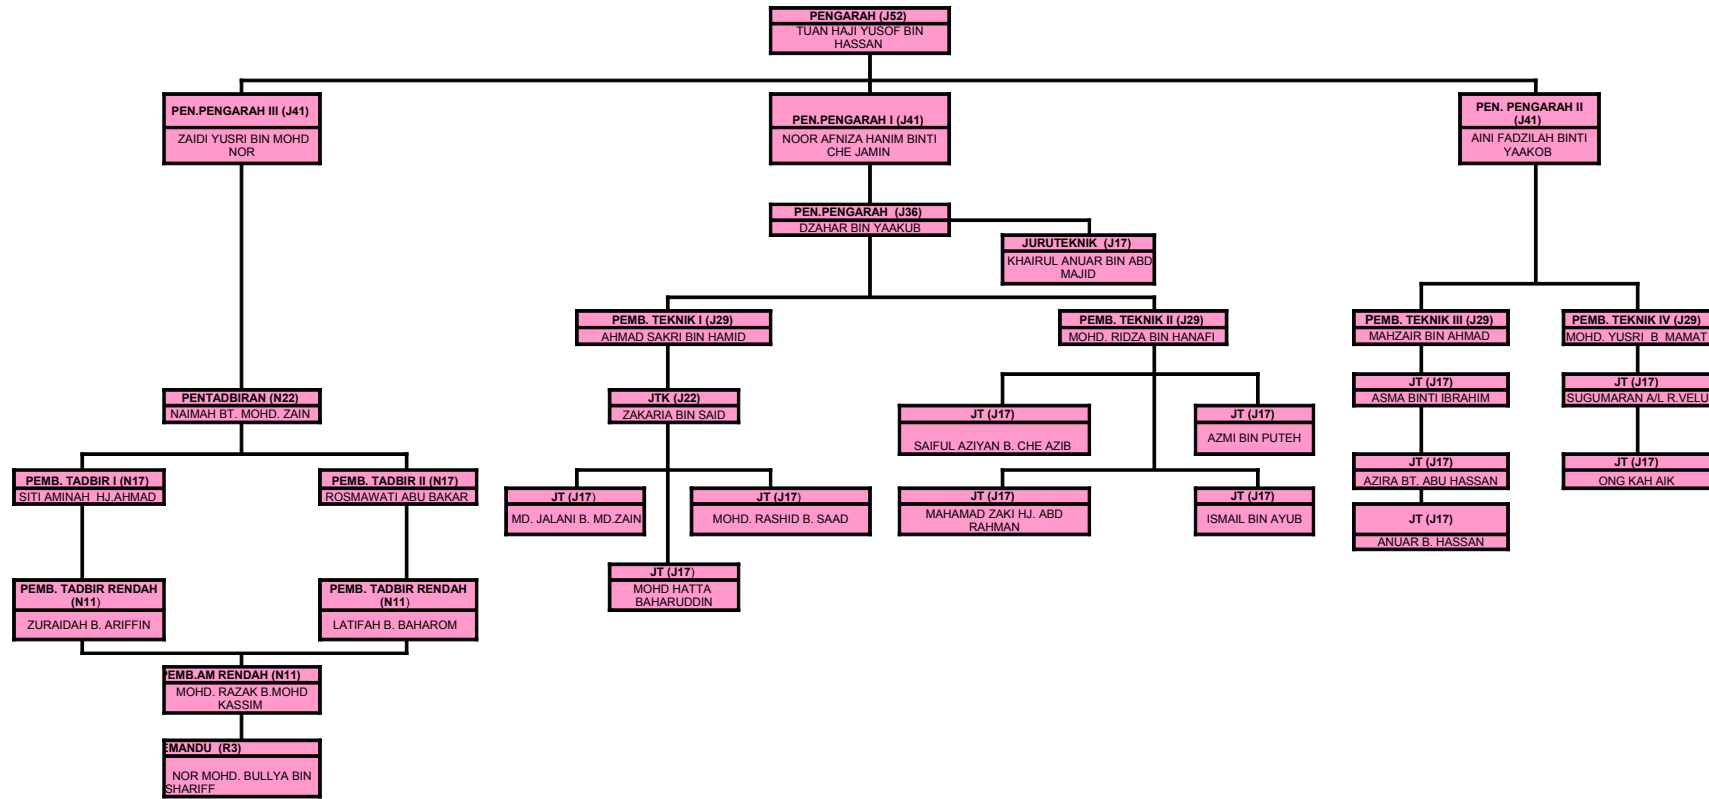 PENGARAH (J52)
TUAN HAJI YUSOF BIN
HASSAN
PEN.PENGARAH III (J41)
ZAIDI YUSRI BIN MOHD
NOR
PEN.PENGARAH I (J41)
NOOR AFNIZA HANIM BINTI
CHE JAMIN
PEN. PENGARAH II
(J41)
AINI FADZILAH BINTI
YAAKOB
PEN.PENGARAH (J36)
DZAHAR BIN YAAKUB
JURUTEKNIK (J17)
KHAIRUL ANUAR BIN ABD
MAJID
PEMB. TEKNIK I (J29)
AHMAD SAKRI BIN HAMID
PEMB. TEKNIK II (J29)
MOHD. RIDZA BIN HANAFI
PEMB. TEKNIK III (J29)
MAHZAIR BIN AHMAD
PEMB. TEKNIK IV (J29)
MOHD. YUSRI B MAMAT
PENTADBIRAN (N22)
NAIMAH BT. MOHD. ZAIN
JTK (J22)
ZAKARIA BIN SAID
JT (J17)
SAIFUL AZIYAN B. CHE AZIB
JT (J17)
AZMI BIN PUTEH
JT (J17)
ASMA BINTI IBRAHIM
JT (J17)
SUGUMARAN A/L R.VELU
PEMB. TADBIR I (N17)
SITI AMINAH HJ.AHMAD
PEMB. TADBIR II (N17)
ROSMAWATI ABU BAKAR
JT (J17)
MD. JALANI B. MD.ZAIN
JT (J17)
MOHD. RASHID B. SAAD
JT (J17)
MAHAMAD ZAKI HJ. ABD
RAHMAN
JT (J17)
ISMAIL BIN AYUB
JT (J17)
AZIRA BT. ABU HASSAN
JT (J17)
ONG KAH AIK
JT (J17)
ANUAR B. HASSAN
JT (J17)
MOHD HATTA
BAHARUDDIN
PEMB. TADBIR RENDAH
(N11)
ZURAIDAH B. ARIFFIN
PEMB. TADBIR RENDAH
(N11)
LATIFAH B. BAHAROM
PEMB.AM RENDAH (N11)
MOHD. RAZAK B.MOHD
KASSIM
EMANDU (R3)
NOR MOHD. BULLYA BIN
SHARIFF